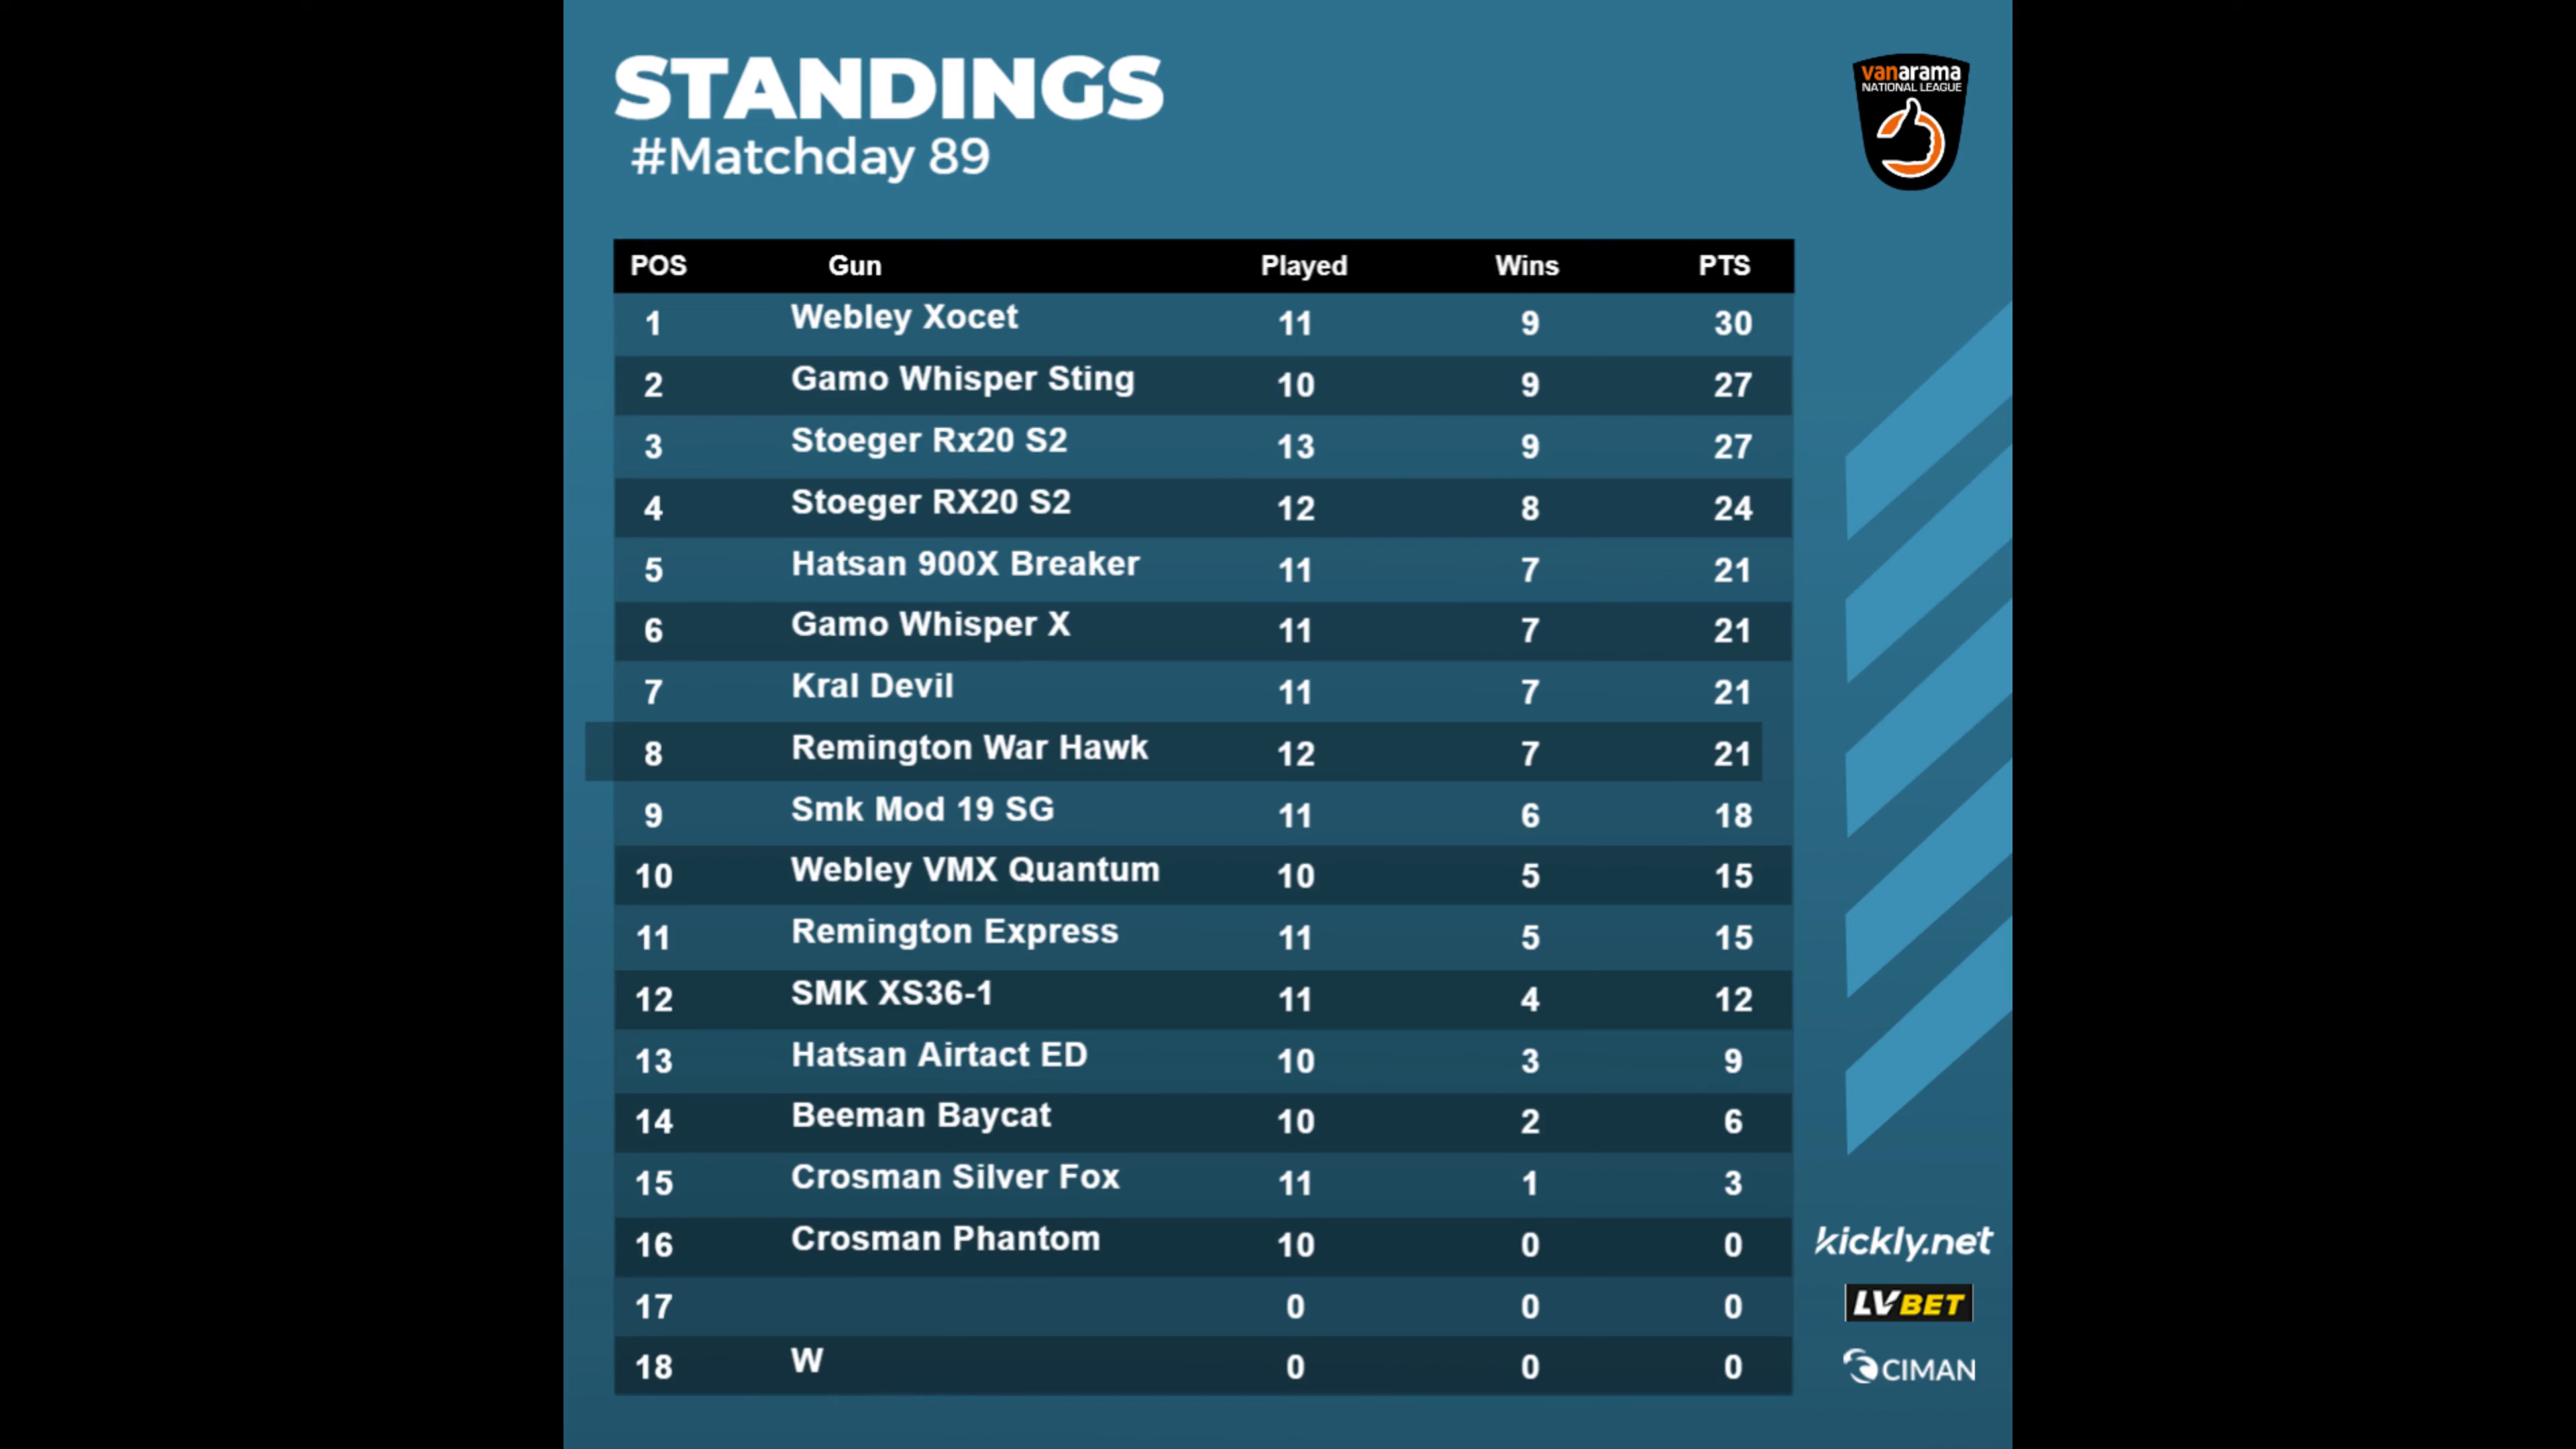 STANDINGS
#Matchday 89
vanarama
NATIONAL LEAGUE
POS Gun Played Wins PTS
1 Webley Xocet 11 9 30
2 Gamo Whisper Sting 10 9 27
3 Stoeger Rx20 S2 13 9 27
4 Stoeger RX20 S2 12 8 24
5 Hatsan 900X Breaker 11 7 21
6 Gamo Whisper X 11 7 21
7 Kral Devil 11 7 21
8 Remington War Hawk 12 7 21
9 Smk Mod 19 SG 11 6 18
10 Webley VMX Quantum 10 5 15
11 Remington Express 11 5 15
12 SMK XS36-1 11 4 12
13 Hatsan Airtact ED 10 3 9
14 Beeman Baycat 10 2 6
15 Crosman Silver Fox 11 1 3
16 Crosman Phantom 10 0 0
17 0 0 0
18 W 0 0 0
kickly.net
LVBET
CIMAN